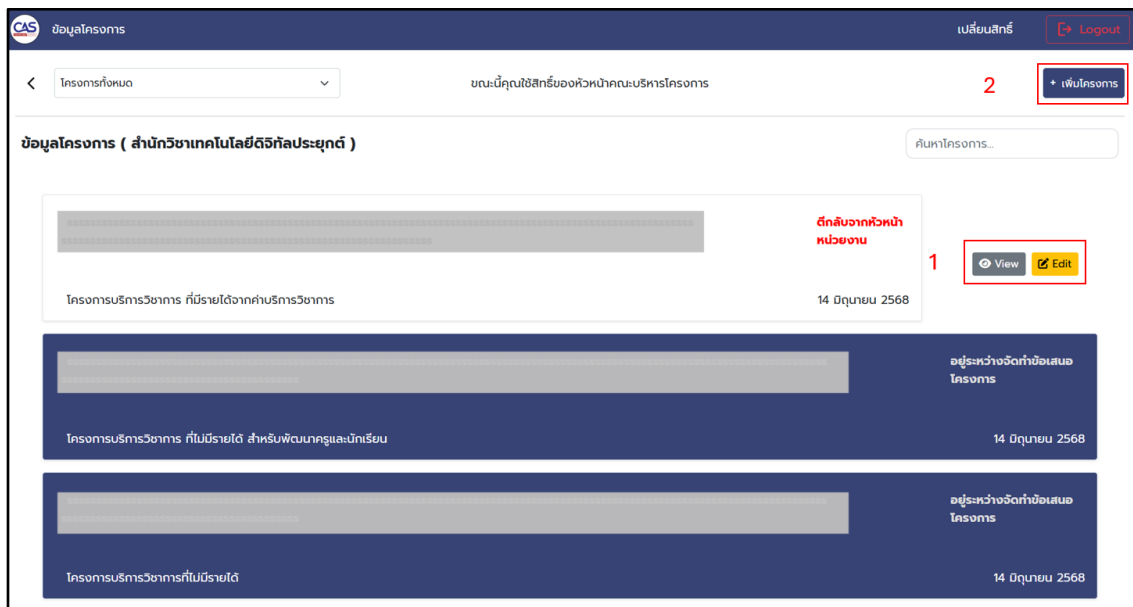 CAS ข้อมูลโครงการ เปลี่ยนสิทธิ์ Logout
โครงการทั้งหมด ขณะนี้คุณใช้สิทธิ์ของหัวหน้าคณะบริหารโครงการ 2 + เพิ่มโครงการ
ข้อมูลโครงการ ( สำนักวิชาเทคโนโลยีดิจิทัลประยุกต์ ) ค้นหาโครงการ...
ตีกลับจากหัวหน้า
หน่วยงาน
1 View Edit
โครงการบริการวิชาการ ที่มีรายได้จากค่าบริการวิชาการ 14 มิถุนายน 2568
อยู่ระหว่างจัดทำข้อเสนอ
โครงการ
โครงการบริการวิชาการ ที่ไม่มีรายได้ สำหรับพัฒนาครูและนักเรียน 14 มิถุนายน 2568
อยู่ระหว่างจัดทำข้อเสนอ
โครงการ
โครงการบริการวิชาการที่ไม่มีรายได้ 14 มิถุนายน 2568